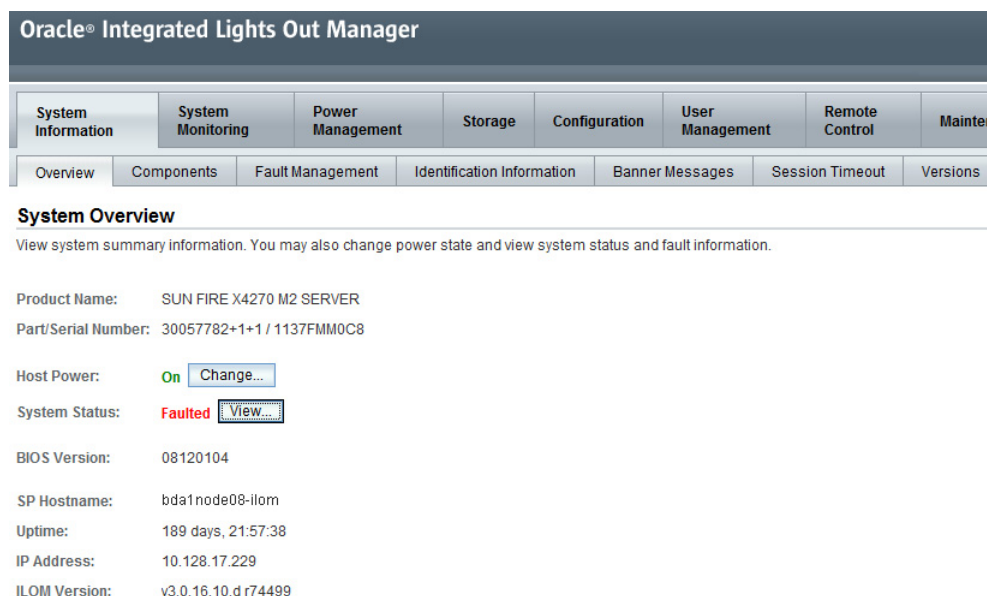 Oracle® Integrated Lights Out Manager
System Information System Monitoring Power Management Storage Configuration User Management Remote Control Mainte
Overview Components Fault Management Identification Information Banner Messages Session Timeout Versions
System Overview
View system summary information. You may also change power state and view system status and fault information.
Product Name: SUN FIRE X4270 M2 SERVER
Part/Serial Number: 30057782+1+1 / 1137FMM0C8
Host Power: On Change...
System Status: Faulted View...
BIOS Version: 08120104
SP Hostname: bda1node08-ilom
Uptime: 189 days, 21:57:38
IP Address: 10.128.17.229
ILOM Version: v3.0.16.10.d r74499